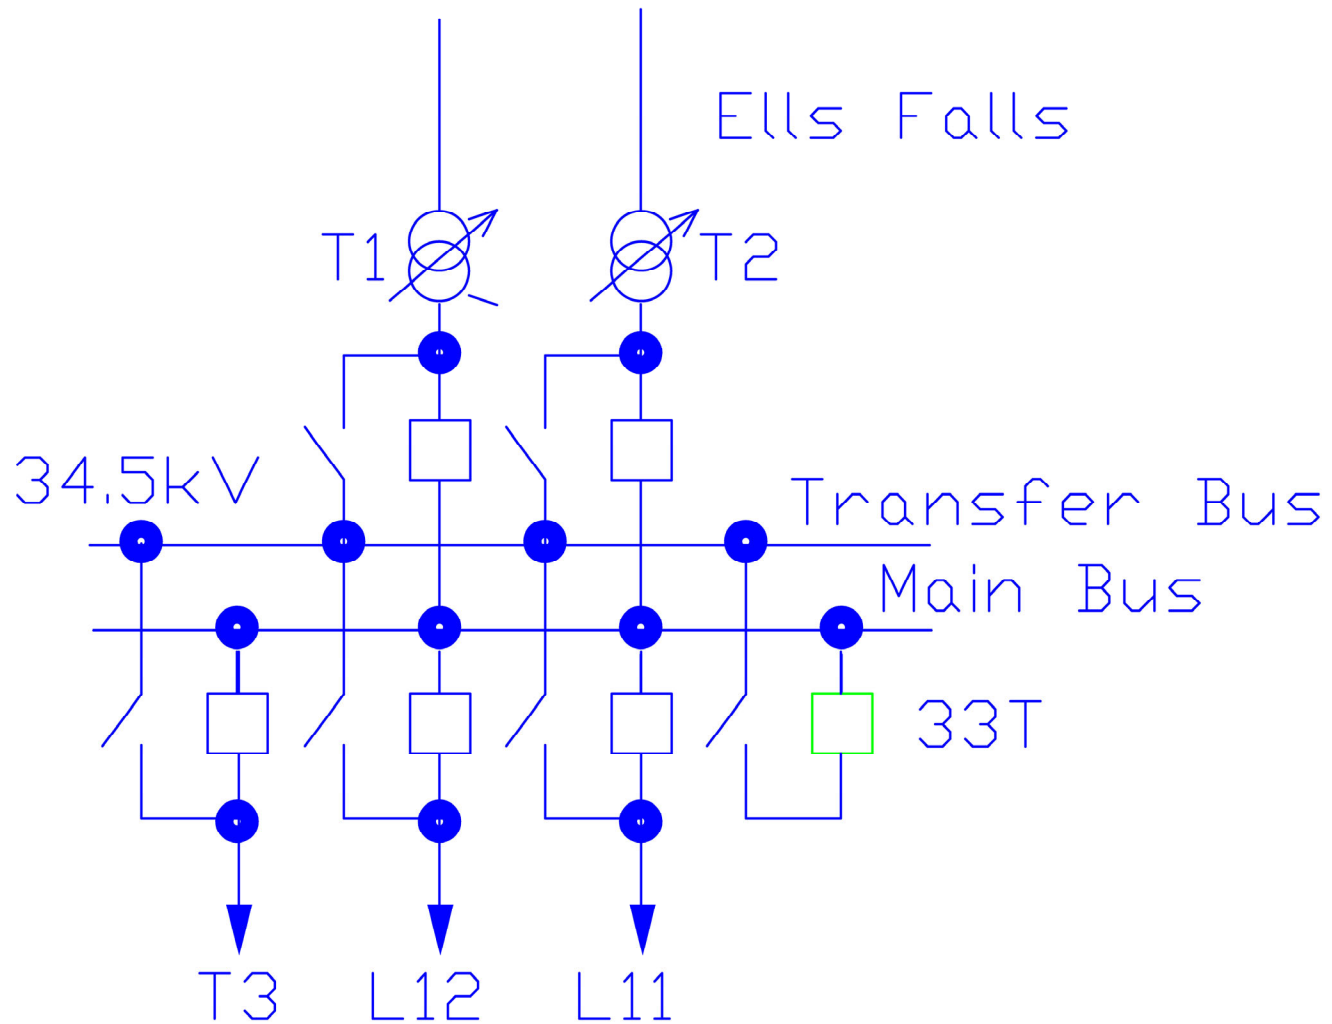 Ells Falls
T1
T2
34.5kV
Transfer Bus
Main Bus
33T
T3
L12
L11